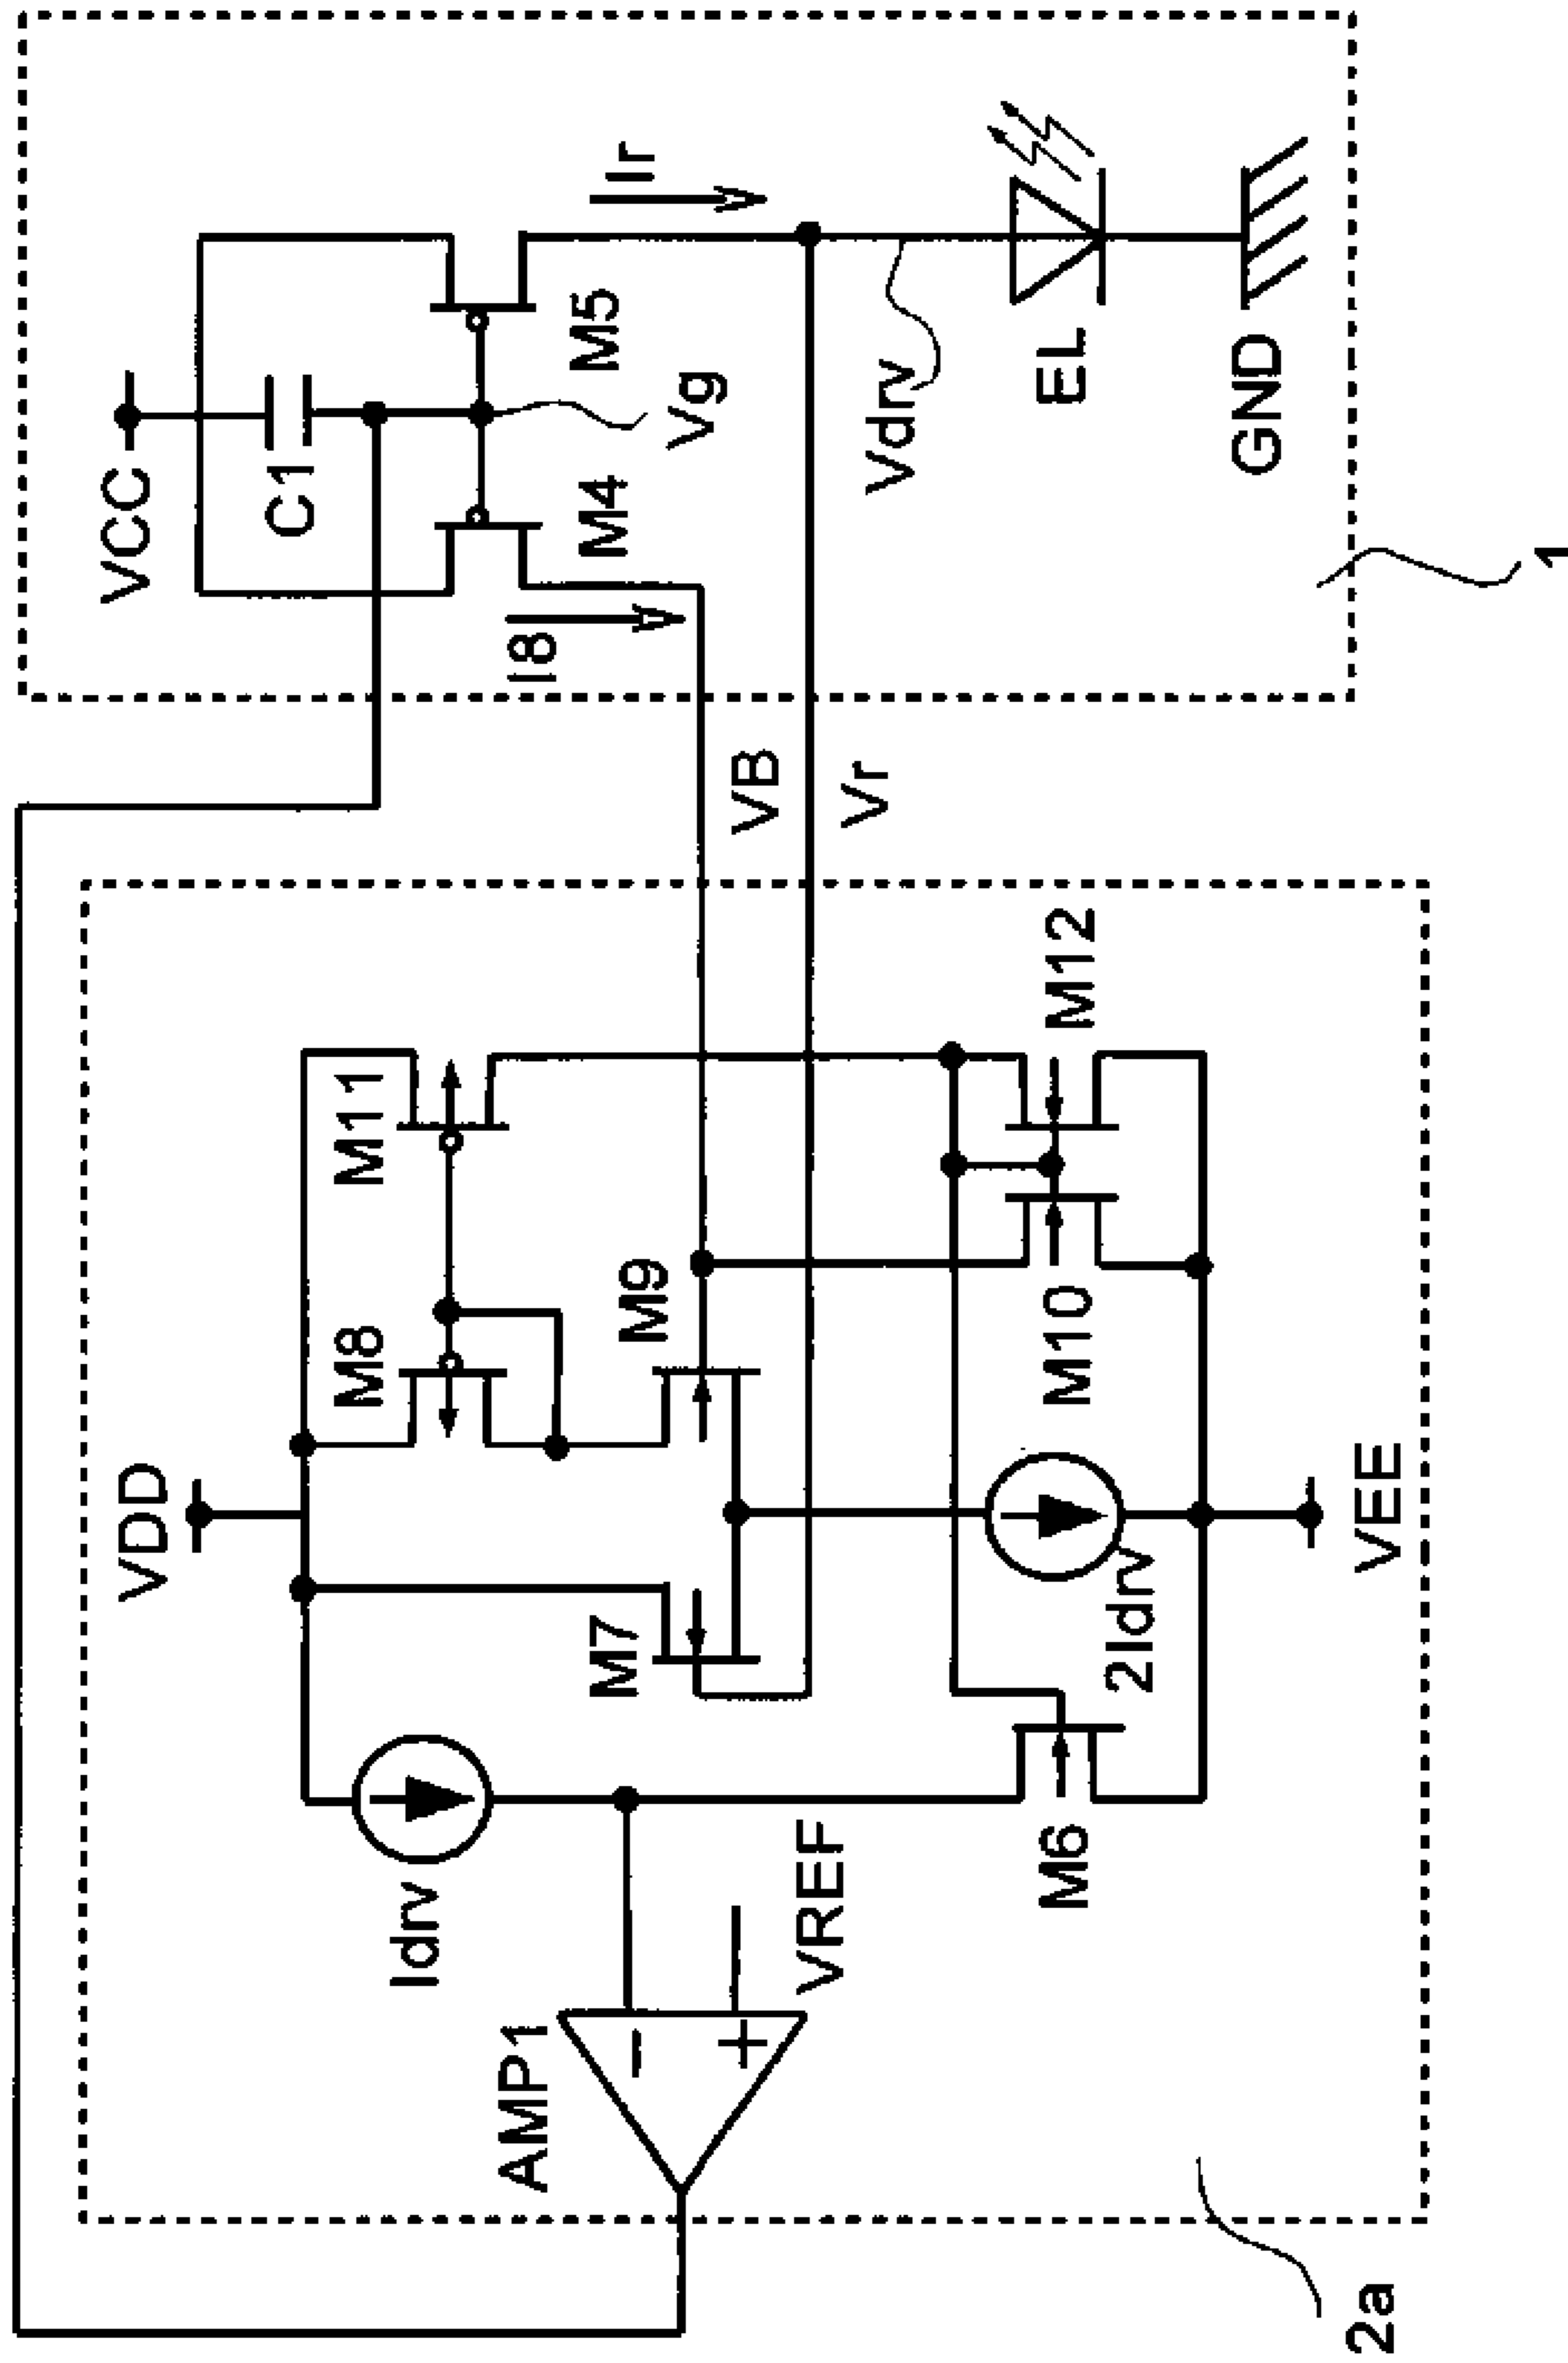 VDD
Idrv
M7
M8
M11
M9
AMP1
−
+
VREF
M6
2Idrv
M10
M12
VEE
2a
VB
Vr
VCC
C1
I8
M4
M5
Ir
Vg
Vdrv
EL
GND
1